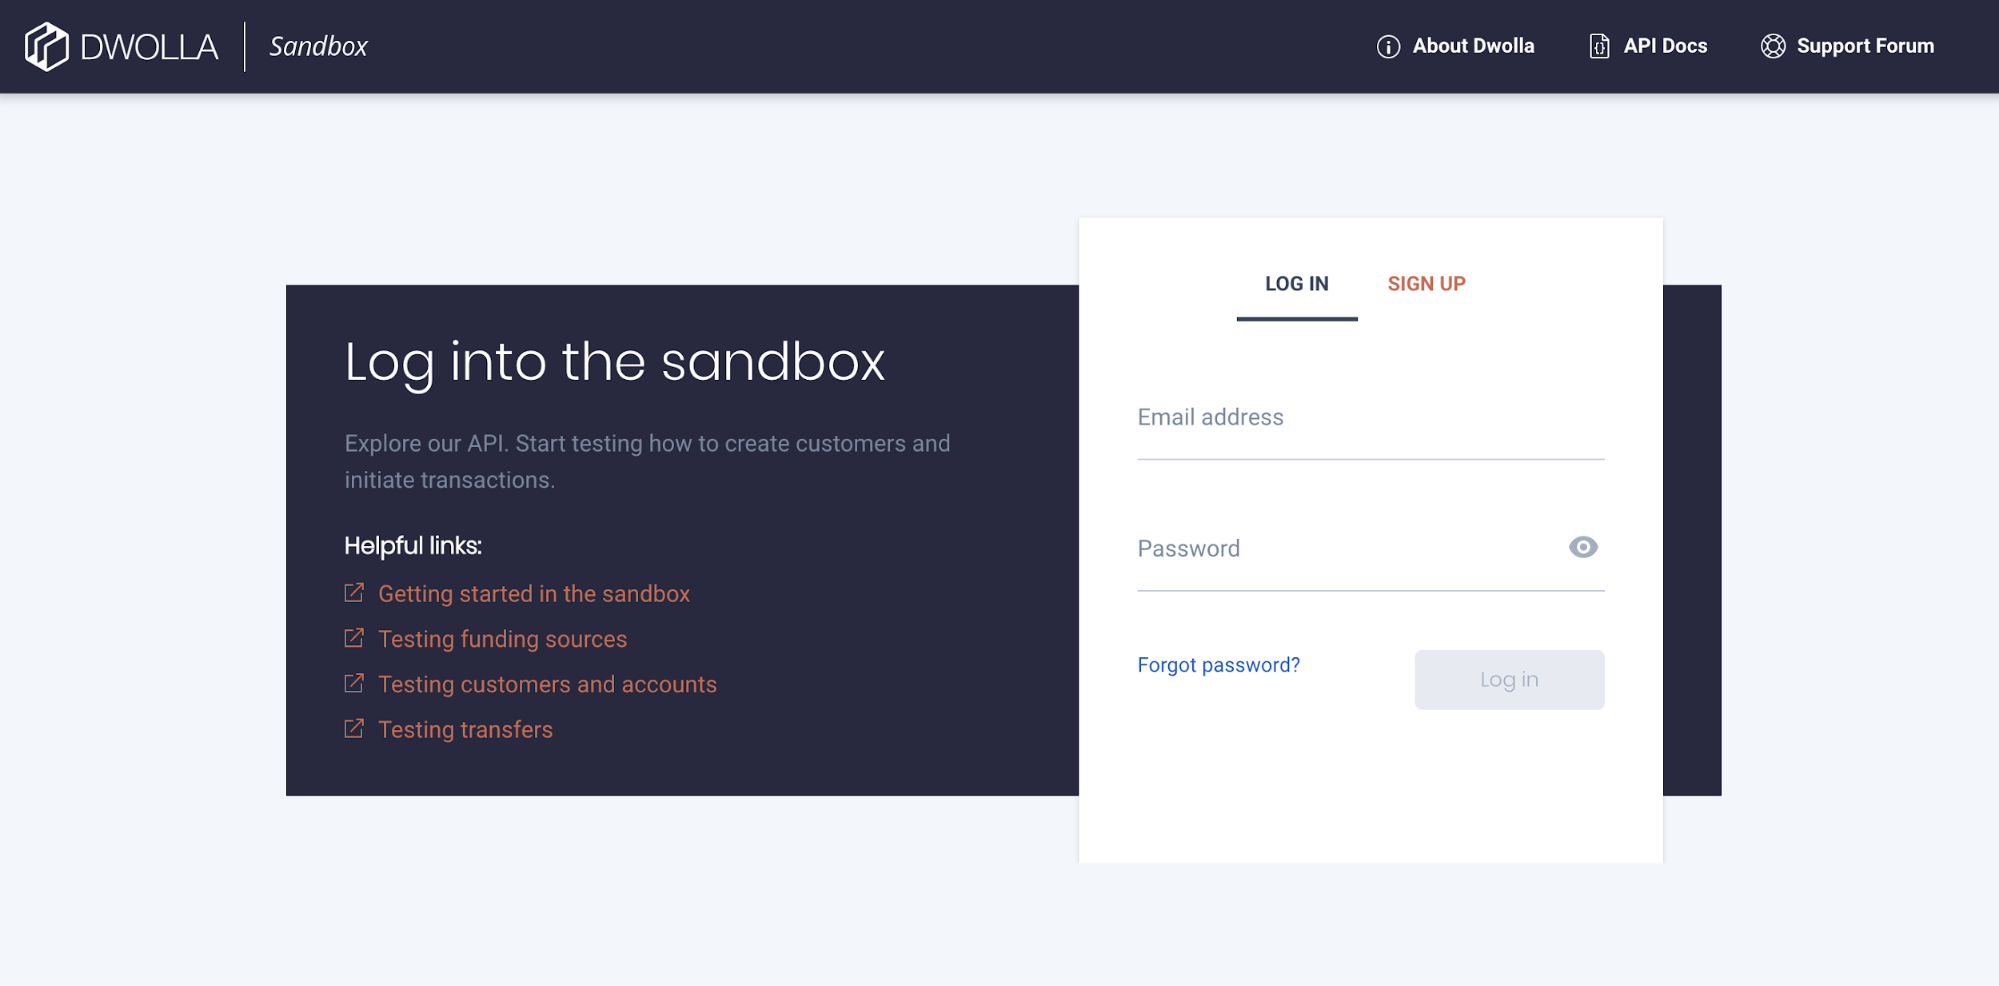 DWOLLA
Sandbox
About Dwolla
API Docs
Support Forum
Log into the sandbox
Explore our API. Start testing how to create customers and
initiate transactions.
Helpful links:
Getting started in the sandbox
Testing funding sources
Testing customers and accounts
Testing transfers
LOG IN
SIGN UP
Email address
Password
Forgot password?
Log in